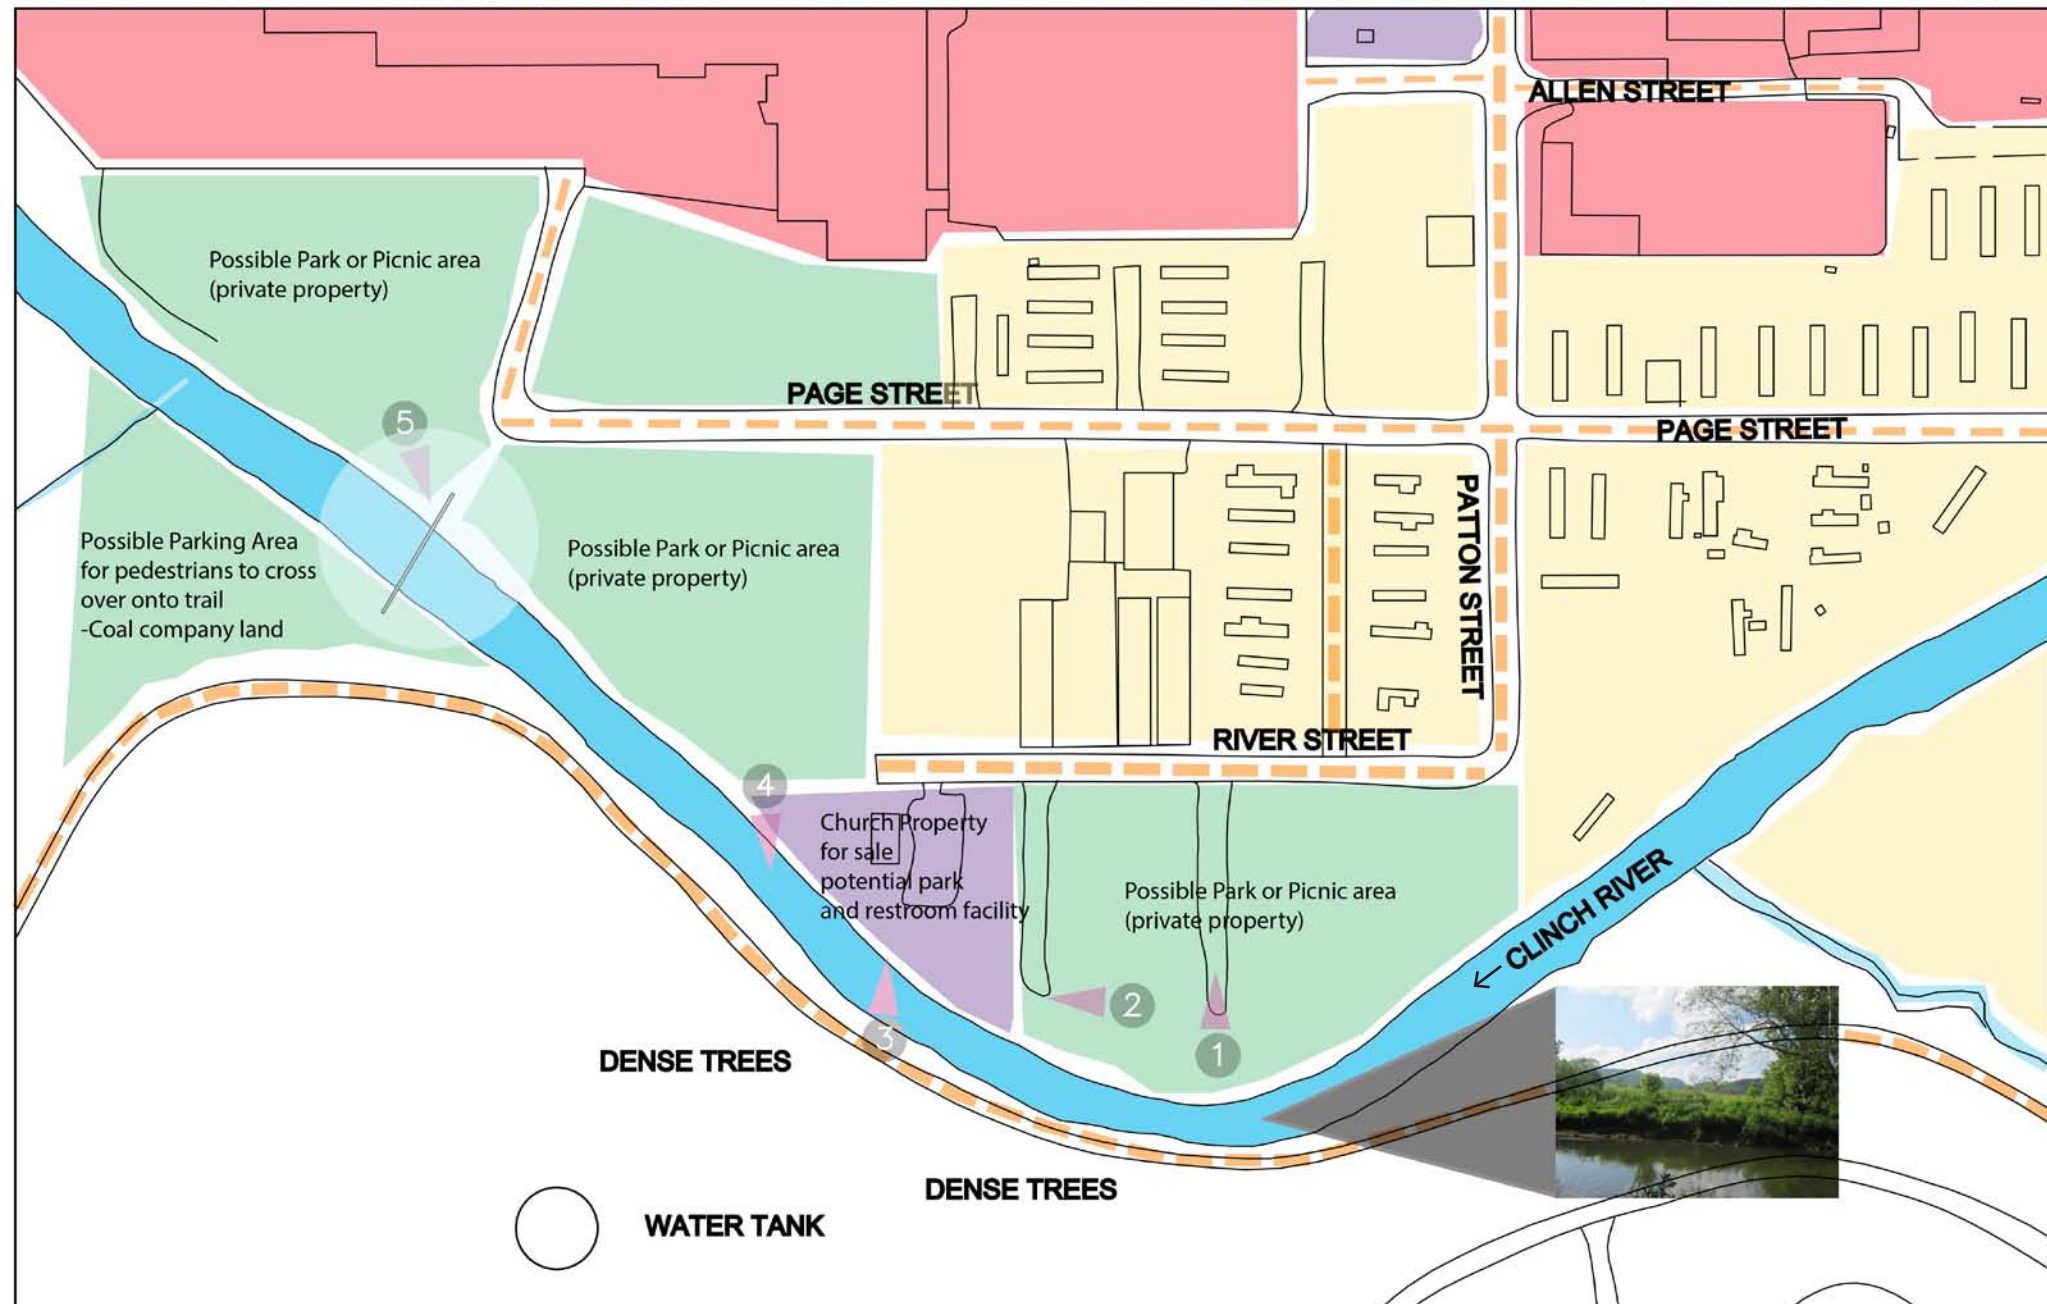 ALLEN STREET
Possible Park or Picnic area
(private property)
PAGE STREET
PAGE STREET
5
PATTON STREET
Possible Parking Area
for pedestrians to cross
over onto trail
-Coal company land
Possible Park or Picnic area
(private property)
RIVER STREET
4
Church Property
for sale
potential park
and restroom facility
Possible Park or Picnic area
(private property)
← CLINCH RIVER
2
3
1
DENSE TREES
DENSE TREES
WATER TANK